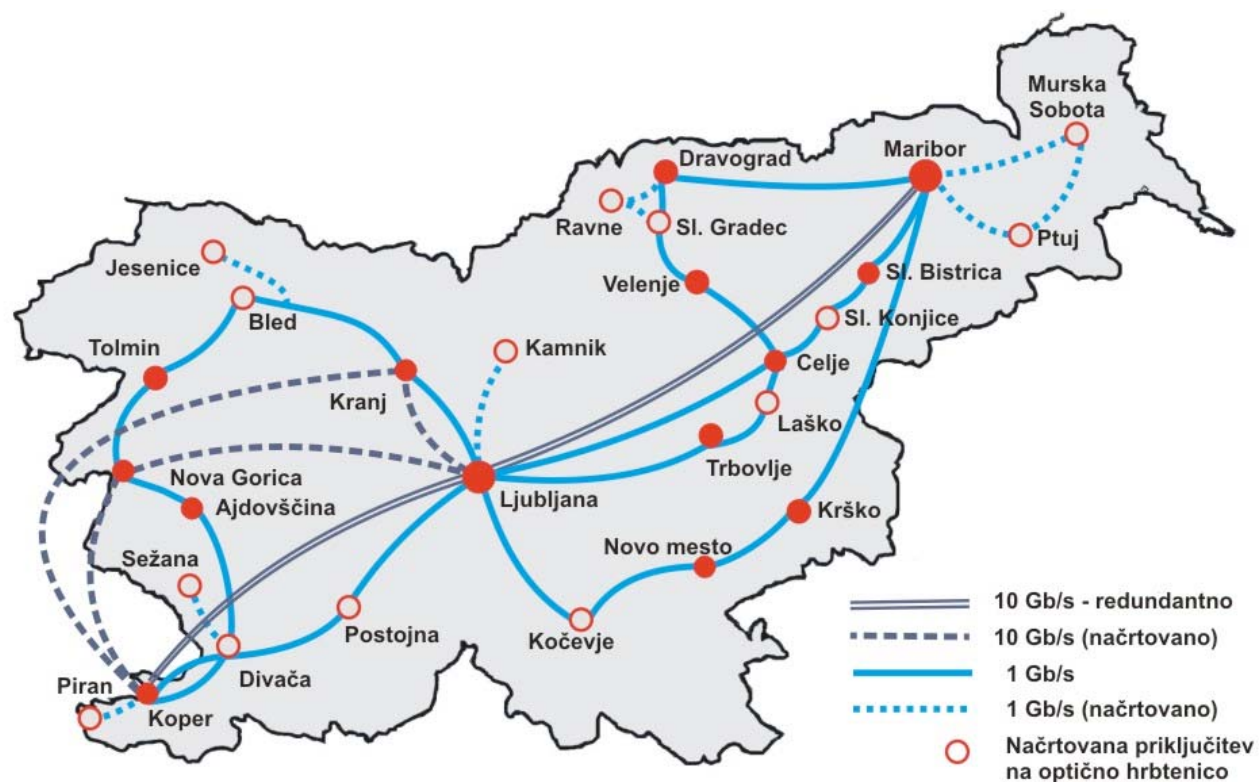 Murska
Sobota
Maribor
Dravograd
Ravne
Sl. Gradec
Ptuj
Jesenice
Sl. Bistrica
Velenje
Bled
Sl. Konjice
Kamnik
Tolmin
Celje
Kranj
Laško
Trbovlje
Nova Gorica
Ljubljana
Ajdovščina
Krško
Sežana
Novo mesto
Postojna
Kočevje
Divača
Piran
Koper
10 Gb/s - redundantno
10 Gb/s (načrtovano)
1 Gb/s
1 Gb/s (načrtovano)
Načrtovana priključitev
na optično hrbtenico